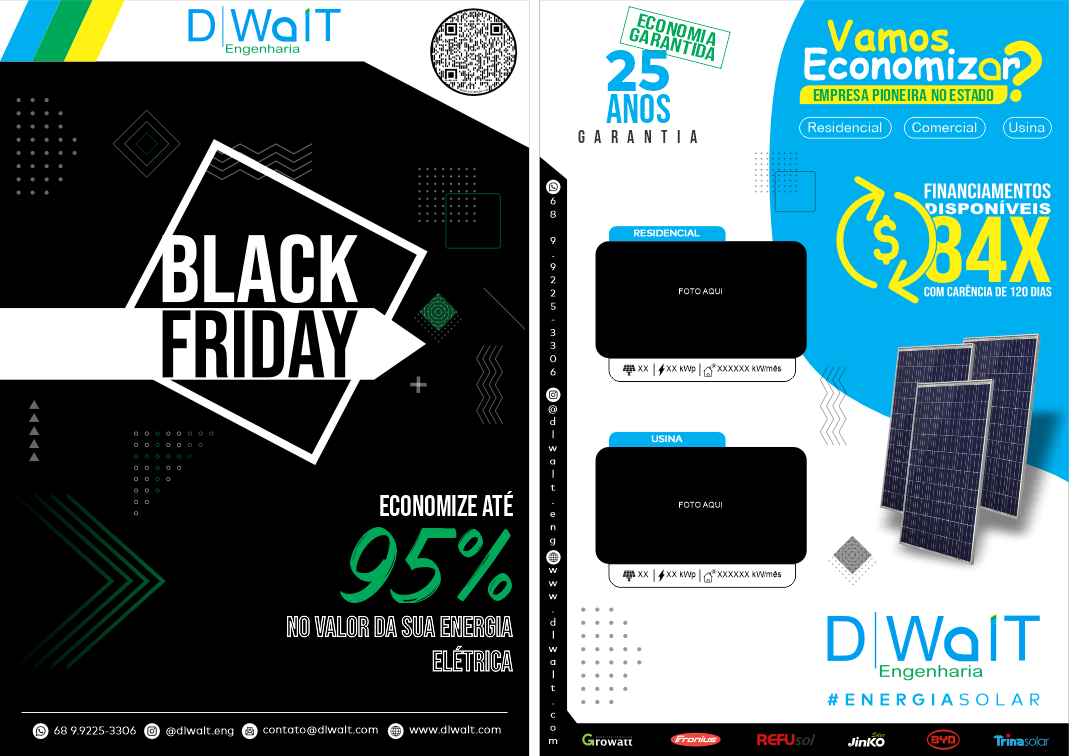 D|WalT
Engenharia
BLACK
FRIDAY
ECONOMIZE ATÉ
95%
NO VALOR DA SUA ENERGIA
ELÉTRICA
68 9.9225-3306 @dlwalt.eng contato@dlwalt.com www.dlwalt.com
ECONOMIA
GARANTIDA
25
ANOS
GARANTIA
Vamos
Economizar?
EMPRESA PIONEIRA NO ESTADO
Residencial Comercial Usina
FINANCIAMENTOS
DISPONÍVEIS
$
84X
COM CARÊNCIA DE 120 DIAS
68 9.9225-3306 @dlwalt.eng www.dlwalt.com
RESIDENCIAL
FOTO AQUI
XX | XX kWp | XXXXXX kW/mês
USINA
FOTO AQUI
XX | XX kWp | XXXXXX kW/mês
D|WalT
Engenharia
#ENERGIASOLAR
Growatt Fronius REFUsol JinKO Solar BYD Trinasolar